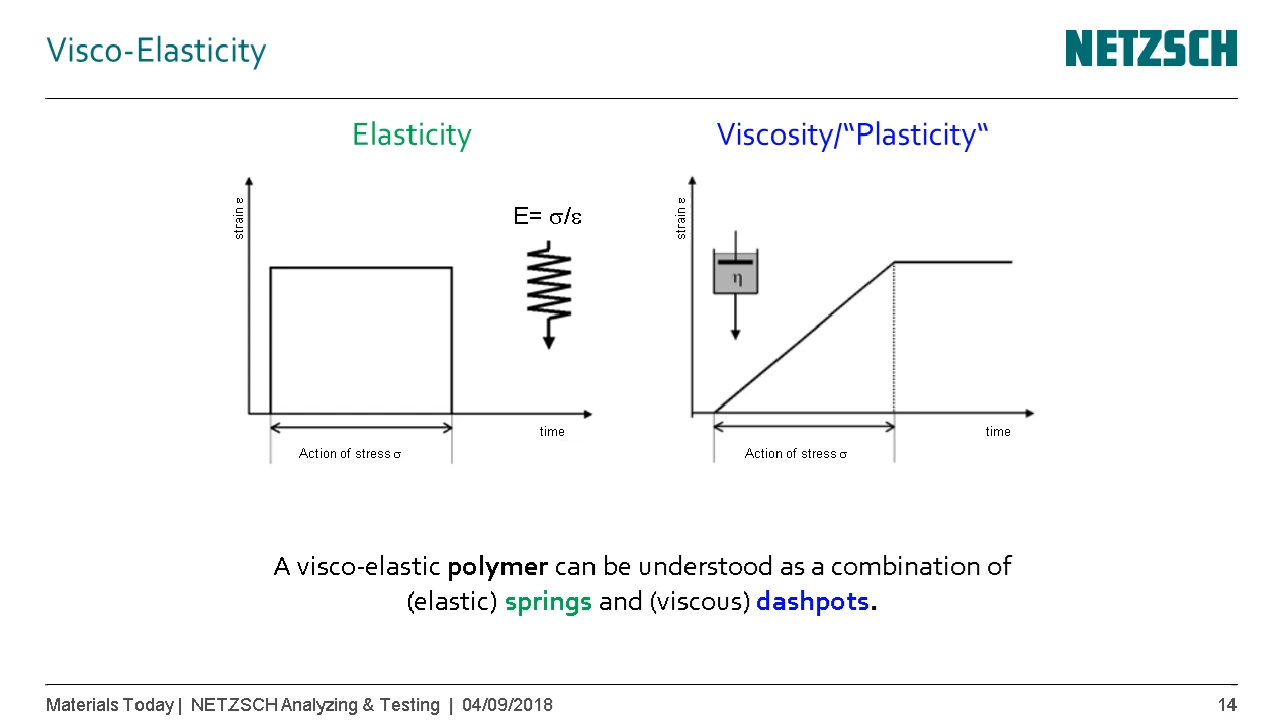 Visco-Elasticity
NETZSCH
Elasticity
Viscosity/“Plasticity“
strain ε
E= σ/ε
time
Action of stress σ
strain ε
η
time
Action of stress σ
A visco-elastic polymer can be understood as a combination of
(elastic) springs and (viscous) dashpots.
Materials Today | NETZSCH Analyzing & Testing | 04/09/2018
14